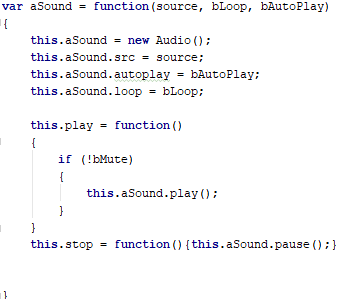 var aSound = function(source, bLoop, bAutoPlay)
{
    this.aSound = new Audio();
    this.aSound.src = source;
    this.aSound.autoplay = bAutoPlay;
    this.aSound.loop = bLoop;

    this.play = function()
    {
        if (!bMute)
        {
            this.aSound.play();
        }
    }
    this.stop = function(){this.aSound.pause();}


}